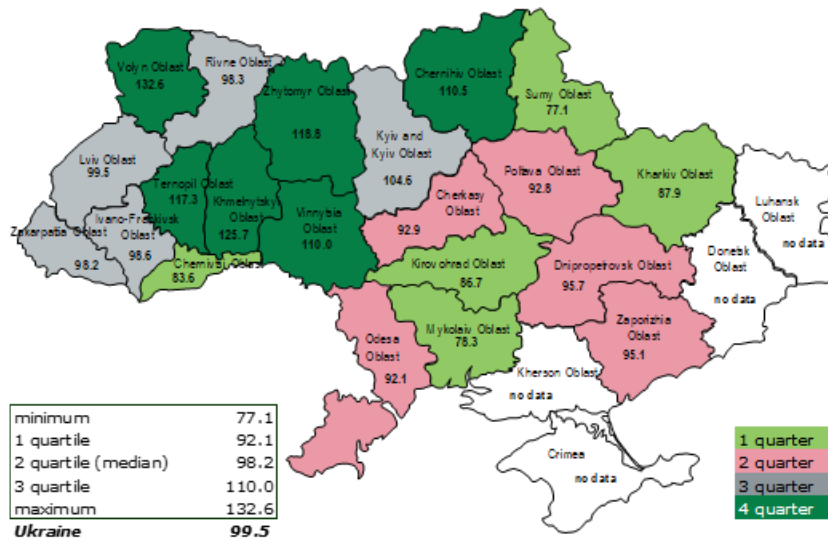 Volyn Oblast
132.6
Rivne Oblast
98.3
Zhytomyr Oblast
118.8
Kyiv and
Kyiv Oblast
104.6
Chernihiv Oblast
110.5
Sumy Oblast
77.1
Lviv Oblast
99.5
Ternopil Oblast
117.3
Khmelnytsky
Oblast
125.7
Vinnytsia
Oblast
110.0
Cherkasy
Oblast
92.9
Poltava Oblast
92.8
Kharkiv Oblast
87.9
Luhansk
Oblast
no data
Zakarpattia Oblast
98.2
Ivano-Frankivsk
Oblast
98.6
Chernivtsi Oblast
83.6
Kirovohrad Oblast
86.7
Dnipropetrovsk Oblast
95.7
Donetsk
Oblast
no data
Odesa
Oblast
92.1
Mykolaiv Oblast
78.3
Zaporizhia
Oblast
95.1
Kherson Oblast
no data
Crimea
no data
minimum 77.1
1 quartile 92.1
2 quartile (median) 98.2
3 quartile 110.0
maximum 132.6
Ukraine 99.5
1 quarter
2 quarter
3 quarter
4 quarter